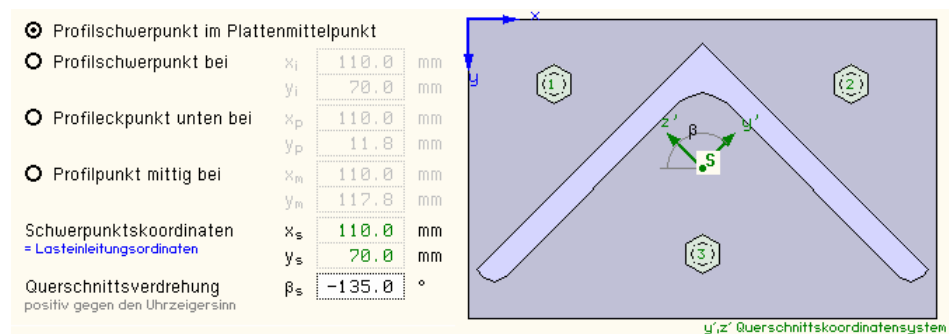 Profilschwerpunkt im Plattenmittelpunkt
Profilschwerpunkt bei xi 110.0 mm
yi 70.0 mm
Profileckpunkt unten bei xp 110.0 mm
yp 11.8 mm
Profilpunkt mittig bei xm 110.0 mm
ym 117.8 mm
Schwerpunktskoordinaten xs 110.0 mm
= Lasteinleitungsordinaten
ys 70.0 mm
Querschnittsverdrehung βs -135.0 °
positiv gegen den Uhrzeigersinn
x
y
1
2
z' β y'
S
3
y',z' Querschnittskoordinatensystem